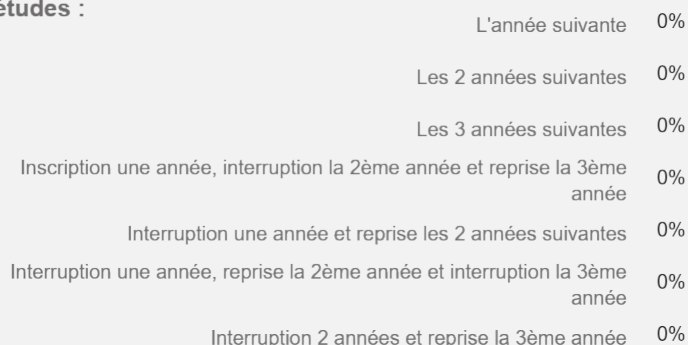 études :
L'année suivante 0%
Les 2 années suivantes 0%
Les 3 années suivantes 0%
Inscription une année, interruption la 2ème année et reprise la 3ème
année 0%
Interruption une année et reprise les 2 années suivantes 0%
Interruption une année, reprise la 2ème année et interruption la 3ème
année 0%
Interruption 2 années et reprise la 3ème année 0%